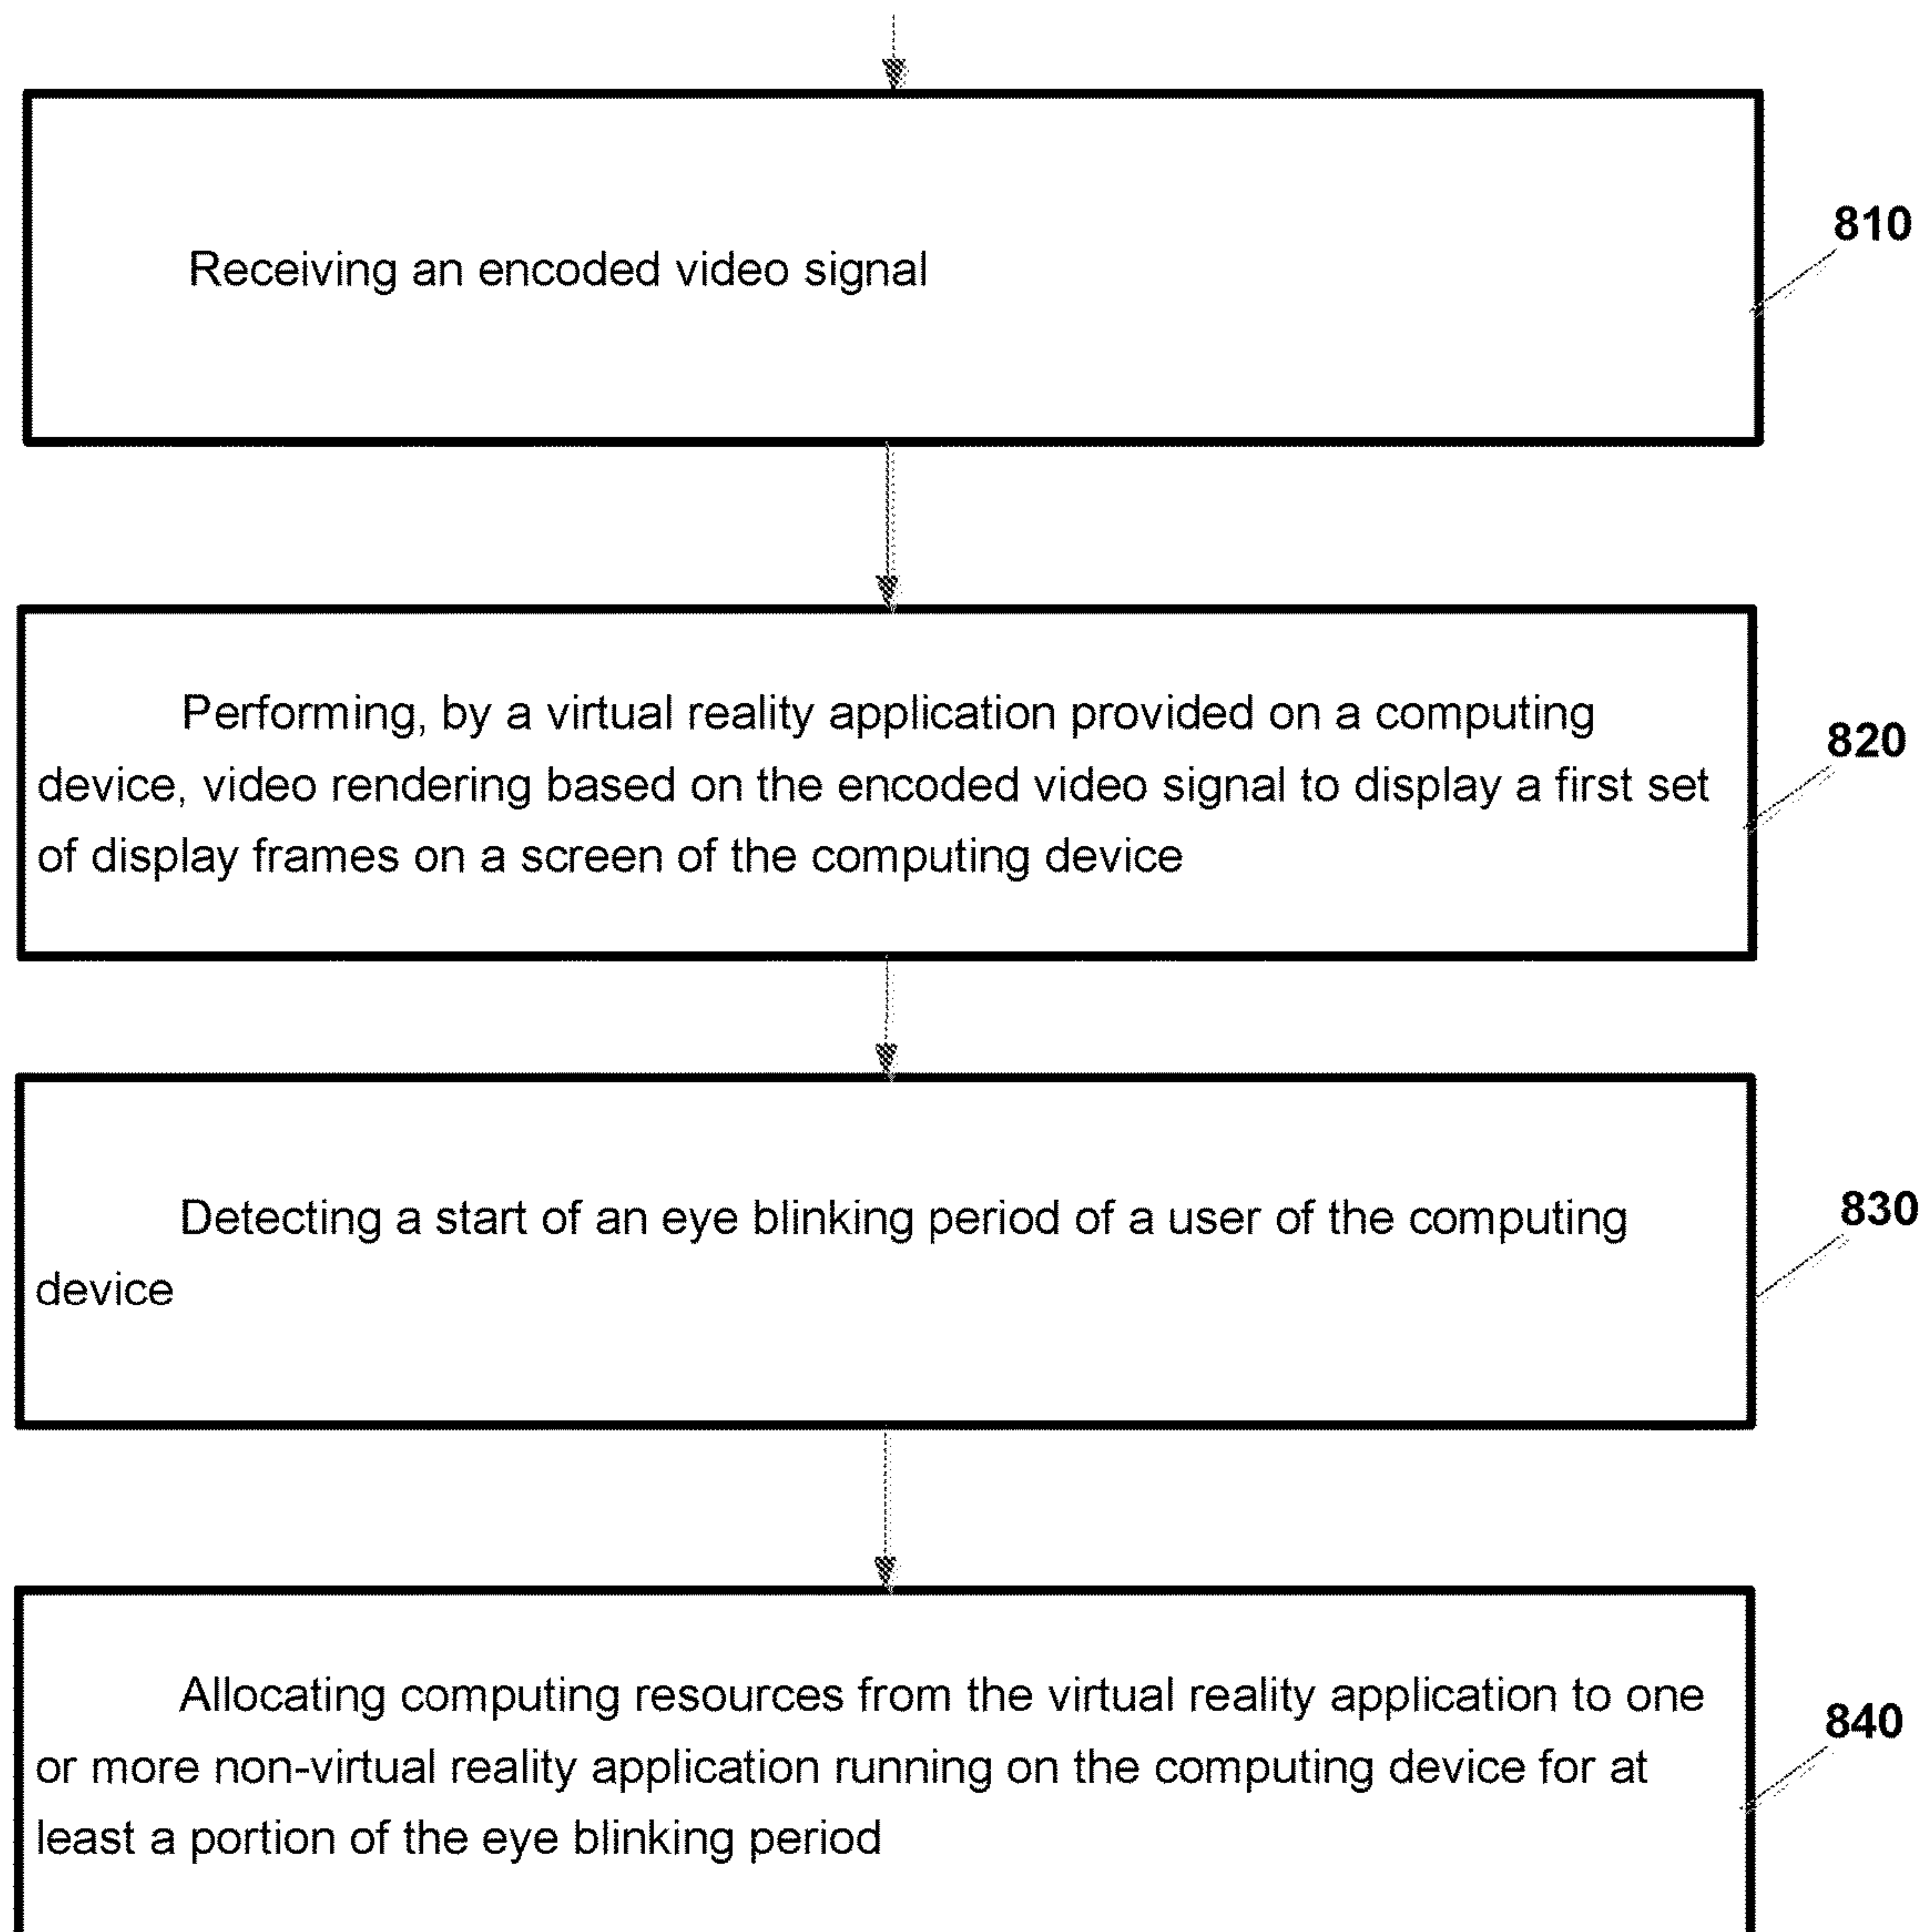 Receiving an encoded video signal
810
Performing, by a virtual reality application provided on a computing
device, video rendering based on the encoded video signal to display a first set
of display frames on a screen of the computing device
820
Detecting a start of an eye blinking period of a user of the computing
device
830
Allocating computing resources from the virtual reality application to one
or more non-virtual reality application running on the computing device for at
least a portion of the eye blinking period
840